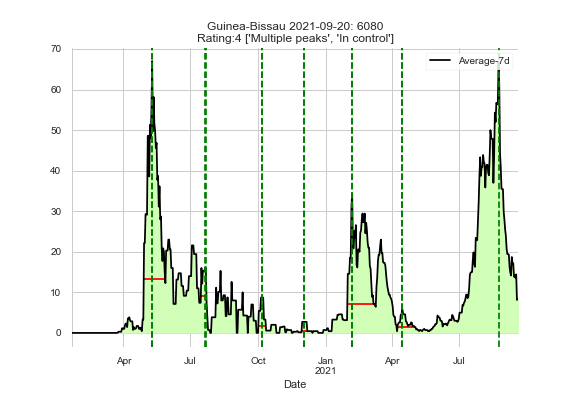 Guinea-Bissau 2021-09-20: 6080
Rating:4 ['Multiple peaks', 'In control']
70
60
50
40
30
20
10
0
Average-7d
Apr Jul Oct Jan Apr Jul
2021
Date